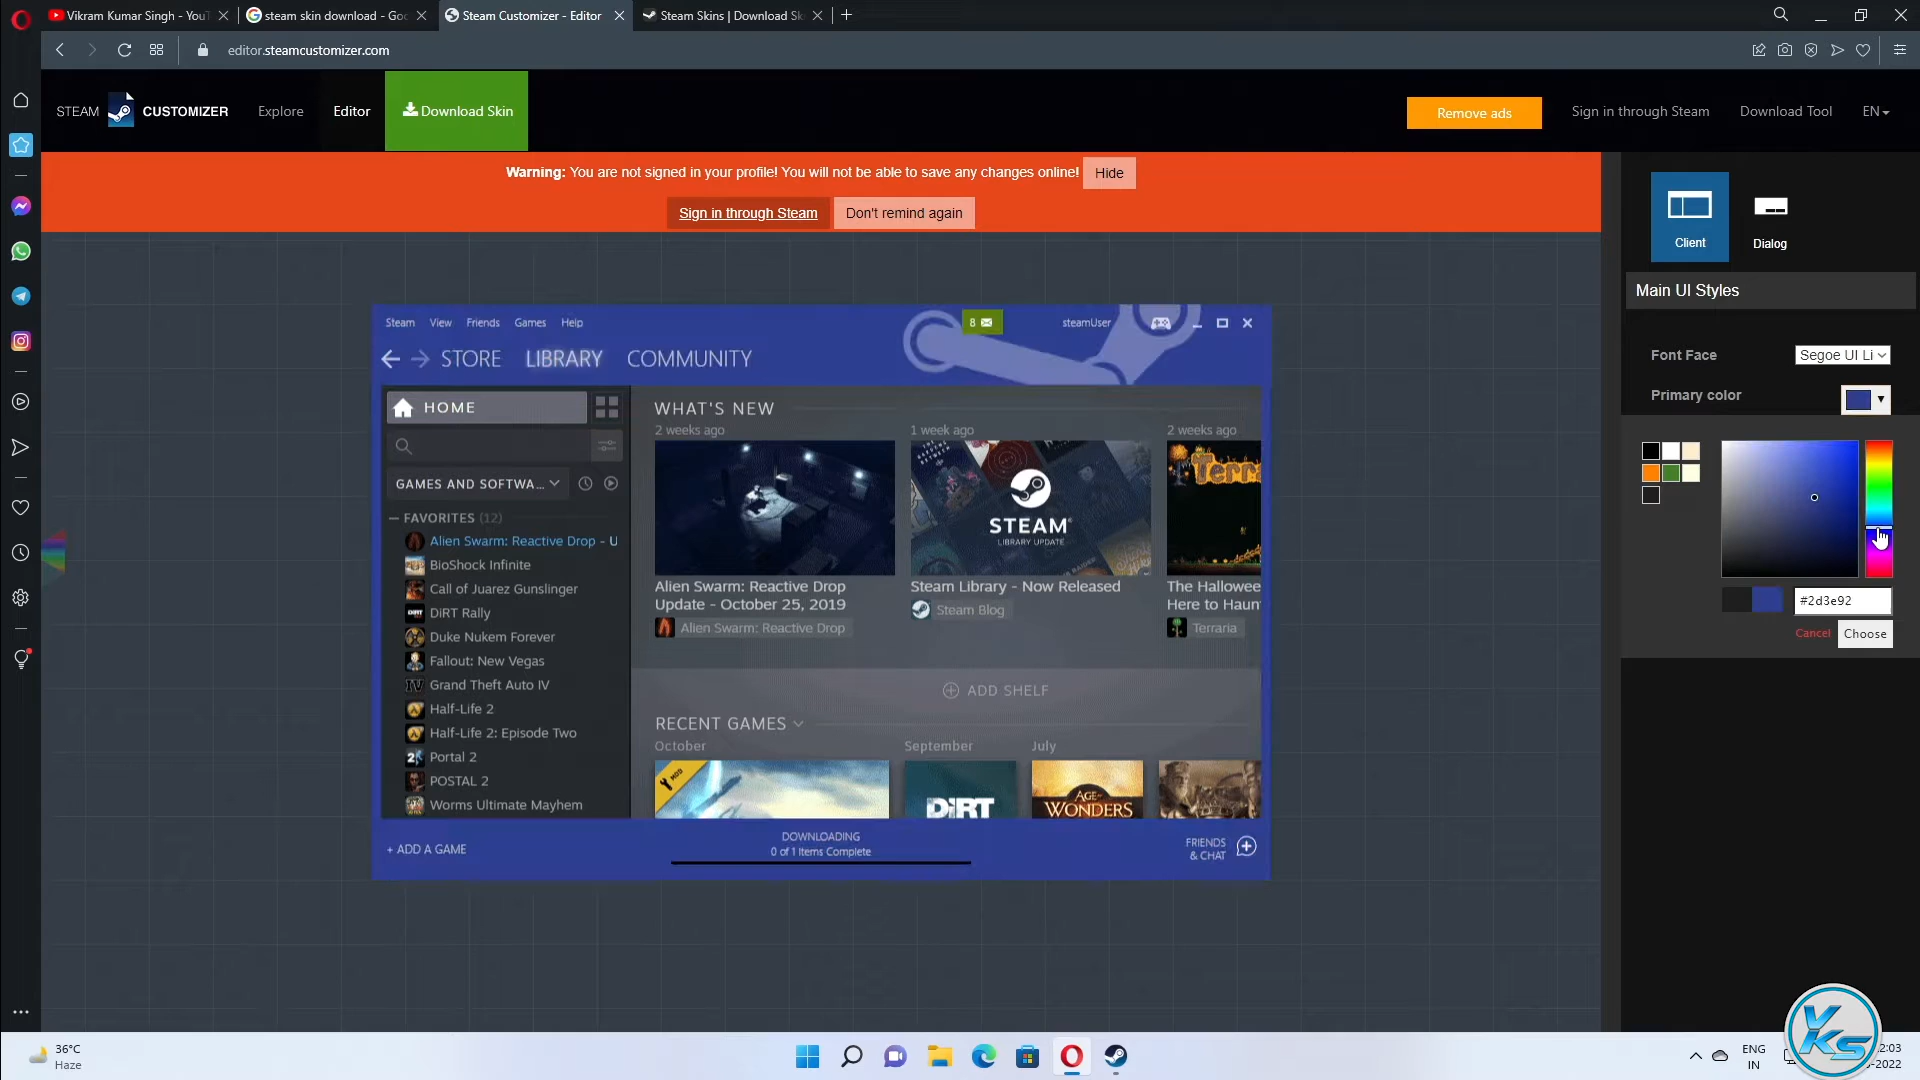 Vikram Kumar Singh - YouT
steam skin download - Goo
Steam Customizer - Editor
Steam Skins | Download Sk
editor.steamcustomizer.com
STEAM CUSTOMIZER
Explore
Editor
Download Skin
Remove ads
Sign in through Steam
Download Tool
EN
Warning: You are not signed in your profile! You will not be able to save any changes online!
Hide
Sign in through Steam
Don't remind again
Client
Dialog
Main UI Styles
Font Face
Segoe UI Li
Primary color
#2d3e92
Cancel
Choose
Steam
View
Friends
Games
Help
8
steamUser
STORE
LIBRARY
COMMUNITY
HOME
GAMES AND SOFTWA...
FAVORITES (12)
Alien Swarm: Reactive Drop - U
BioShock Infinite
Call of Juarez Gunslinger
DiRT Rally
Duke Nukem Forever
Fallout: New Vegas
Grand Theft Auto IV
Half-Life 2
Half-Life 2: Episode Two
Portal 2
POSTAL 2
Worms Ultimate Mayhem
WHAT'S NEW
2 weeks ago
1 week ago
2 weeks ago
STEAM
LIBRARY UPDATE
Terra
Alien Swarm: Reactive Drop
Update - October 25, 2019
Alien Swarm: Reactive Drop
Steam Library - Now Released
Steam Blog
The Hallowee
Here to Haun
Terraria
ADD SHELF
RECENT GAMES
October
September
July
MOD
DiRT
AGE OF
WONDERS
+ ADD A GAME
DOWNLOADING
0 of 1 Items Complete
FRIENDS
& CHAT
36°C
Haze
ENG
IN
2:03
-2022
VKS